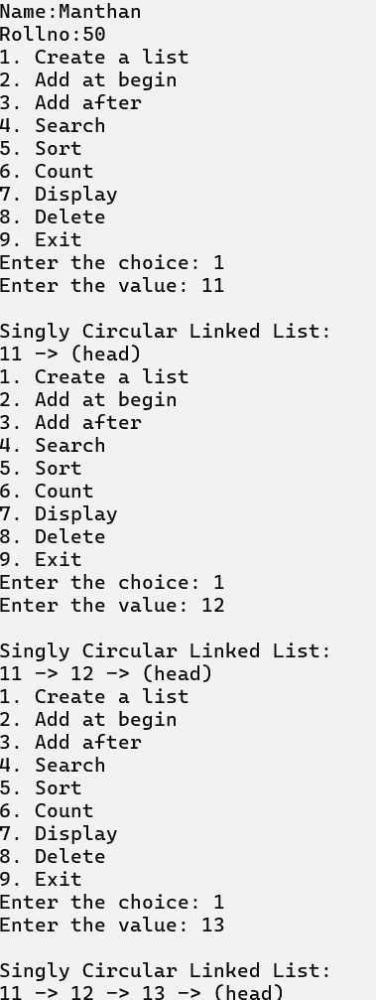 Name:Manthan
Rollno:50
1. Create a list
2. Add at begin
3. Add after
4. Search
5. Sort
6. Count
7. Display
8. Delete
9. Exit
Enter the choice: 1
Enter the value: 11

Singly Circular Linked List:
11 -> (head)
1. Create a list
2. Add at begin
3. Add after
4. Search
5. Sort
6. Count
7. Display
8. Delete
9. Exit
Enter the choice: 1
Enter the value: 12

Singly Circular Linked List:
11 -> 12 -> (head)
1. Create a list
2. Add at begin
3. Add after
4. Search
5. Sort
6. Count
7. Display
8. Delete
9. Exit
Enter the choice: 1
Enter the value: 13

Singly Circular Linked List:
11 -> 12 -> 13 -> (head)